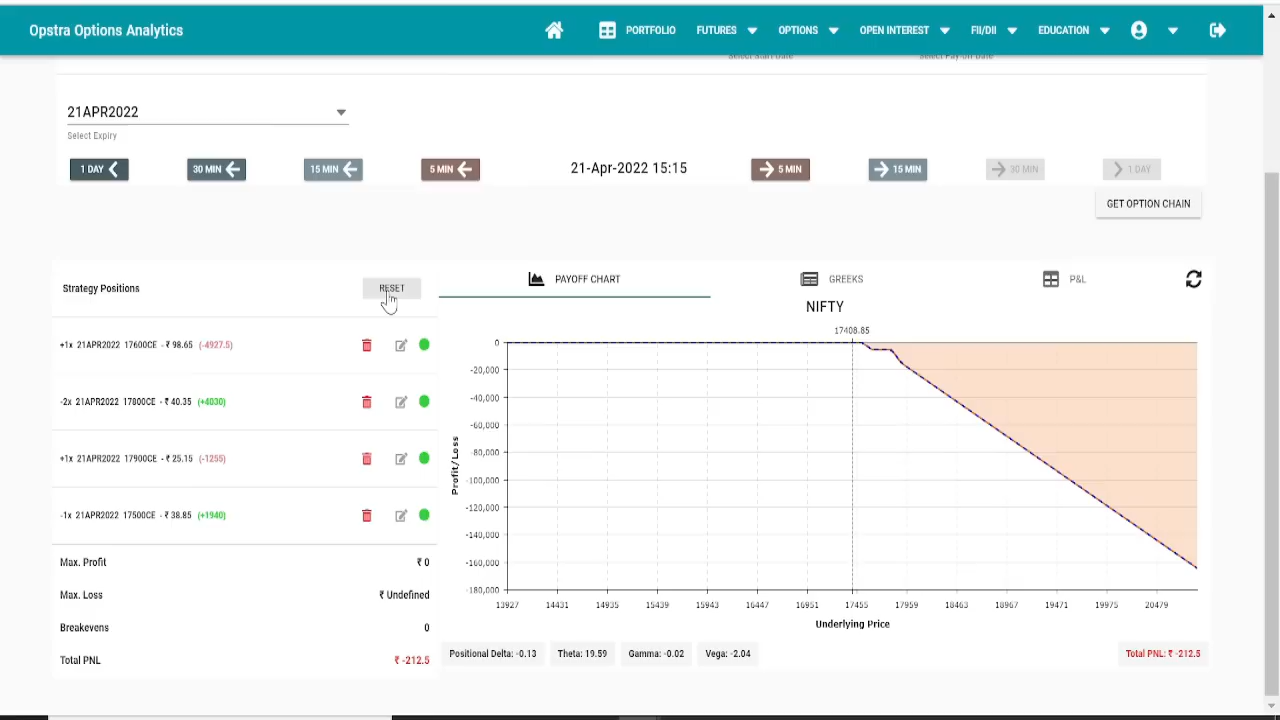 Opstra Options Analytics
PORTFOLIO FUTURES OPTIONS OPEN INTEREST FII/DII EDUCATION
Select Start Date Select Pay-off Date
21APR2022
Select Expiry
1 DAY 30 MIN 15 MIN 5 MIN 21-Apr-2022 15:15 5 MIN 15 MIN 30 MIN 1 DAY
GET OPTION CHAIN
Strategy Positions RESET
+1x 21APR2022 17600CE - ₹ 98.65 (-4927.5)
-2x 21APR2022 17800CE - ₹ 40.35 (+4030)
+1x 21APR2022 17900CE - ₹ 25.15 (-1255)
-1x 21APR2022 17500CE - ₹ 38.85 (+1940)
Max. Profit ₹ 0
Max. Loss ₹ Undefined
Breakevens 0
Total PNL ₹ -212.5
PAYOFF CHART GREEKS P&L
NIFTY
17408.85
0
-20,000
-40,000
-60,000
-80,000
-100,000
-120,000
-140,000
-160,000
-180,000
Profit/Loss
13927 14431 14935 15439 15943 16447 16951 17455 17959 18463 18967 19471 19975 20479
Underlying Price
Positional Delta: -0.13 Theta: 19.59 Gamma: -0.02 Vega: -2.04 Total PNL: ₹ -212.5